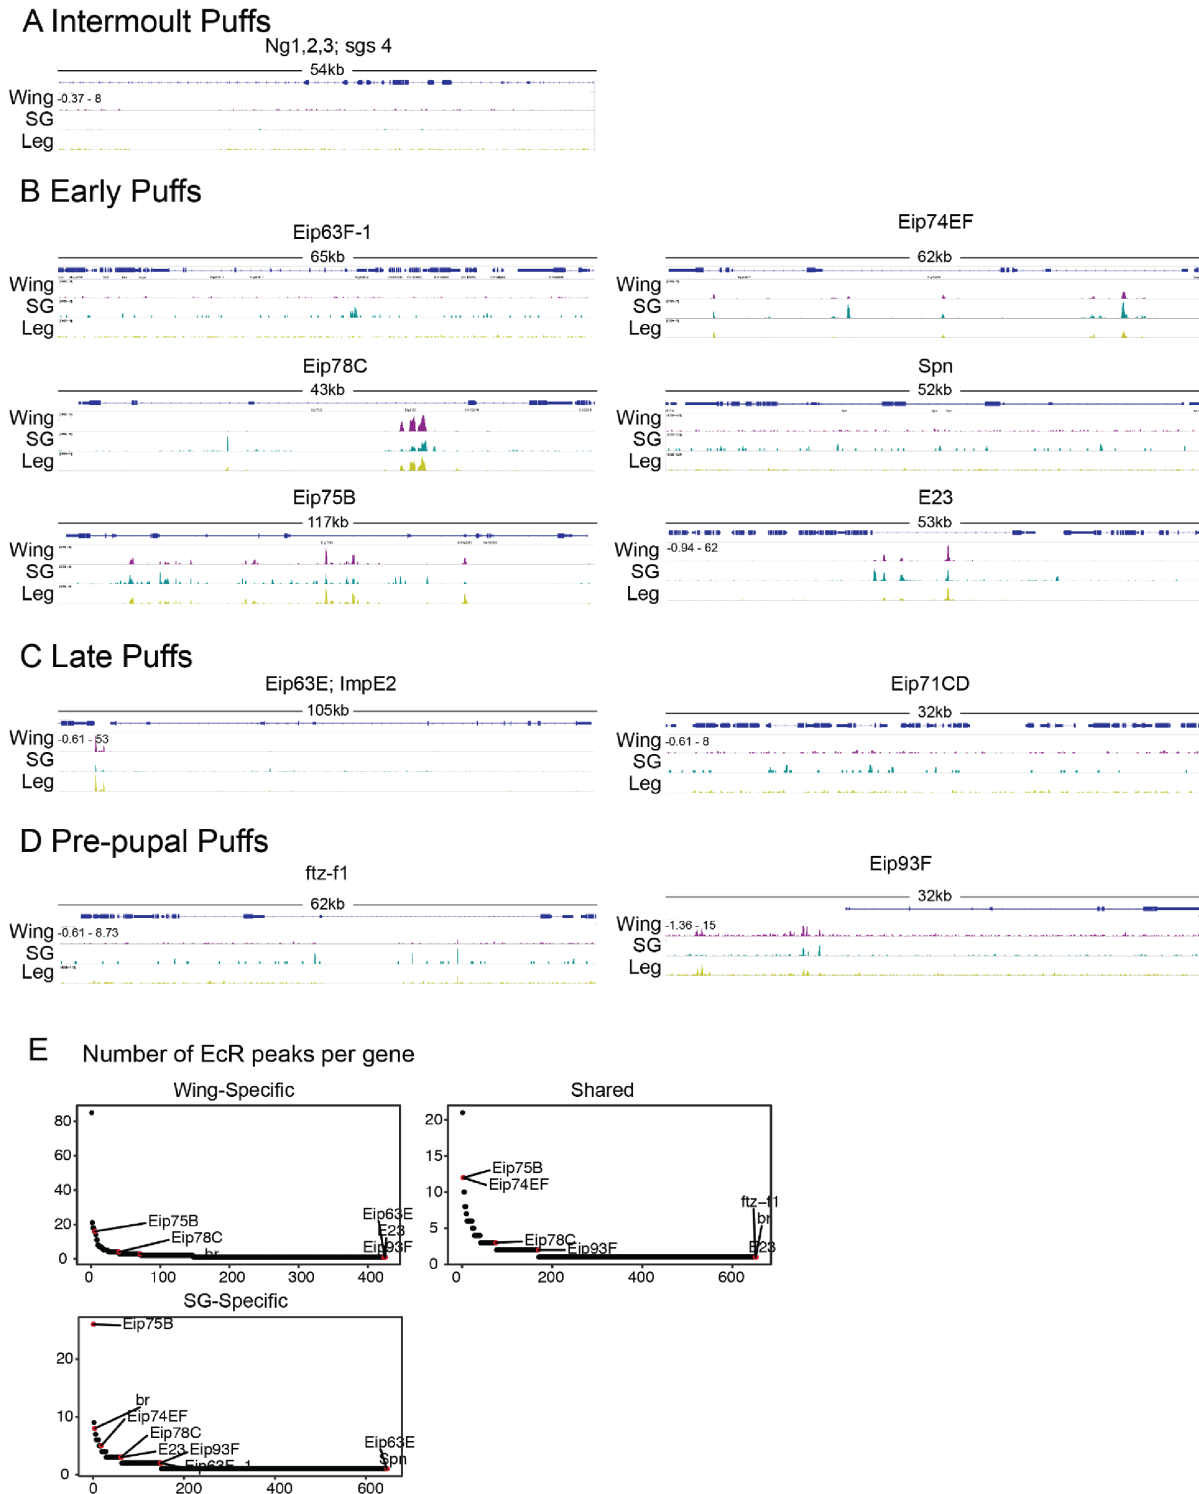 A Intermoult Puffs
Ng1,2,3; sgs 4
54kb
Wing -0.37 - 8
SG
Leg
B Early Puffs
Eip63F-1
65kb
Wing
SG
Leg
Eip74EF
62kb
Wing
SG
Leg
Eip78C
43kb
Wing
SG
Leg
Spn
52kb
Wing
SG
Leg
Eip75B
117kb
Wing
SG
Leg
E23
53kb
Wing -0.94 - 62
SG
Leg
C Late Puffs
Eip63E; ImpE2
105kb
Wing -0.61 - 53
SG
Leg
Eip71CD
32kb
Wing -0.61 - 8
SG
Leg
D Pre-pupal Puffs
ftz-f1
62kb
Wing -0.61 - 8.73
SG
Leg
Eip93F
32kb
Wing -1.36 - 15
SG
Leg
E Number of EcR peaks per gene
Wing-Specific
80
60
40
20
0
Eip75B
Eip78C
br
Eip63E
E23
Eip93F
0 100 200 300 400
Shared
20
15
10
5
0
Eip75B
Eip74EF
Eip78C
Eip93F
ftz-f1
br
E23
0 200 400 600
SG-Specific
20
10
0
Eip75B
br
Eip74EF
Eip78C
E23 Eip93F
Eip63F-1
Eip63E
Spn
0 200 400 600